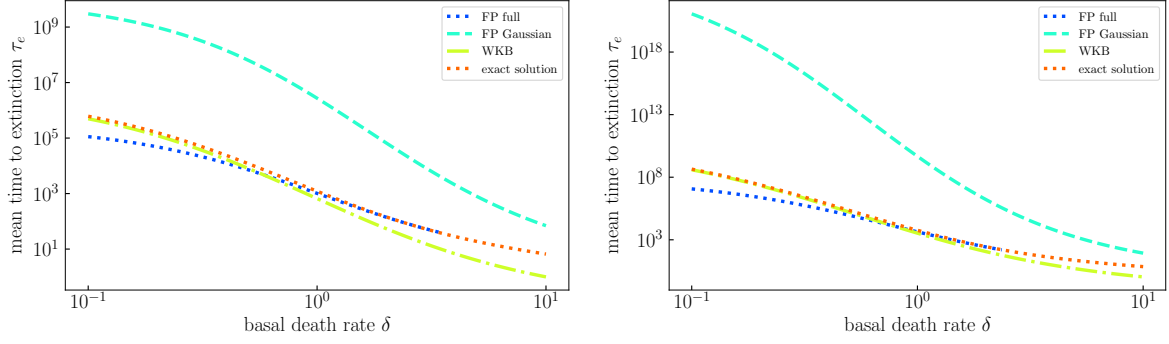 mean time to extinction τ_e
10^9
10^7
10^5
10^3
10^1
10^{-1}
10^0
10^1
basal death rate δ
FP full
FP Gaussian
WKB
exact solution
mean time to extinction τ_e
10^{18}
10^{13}
10^8
10^3
10^{-1}
10^0
10^1
basal death rate δ
FP full
FP Gaussian
WKB
exact solution